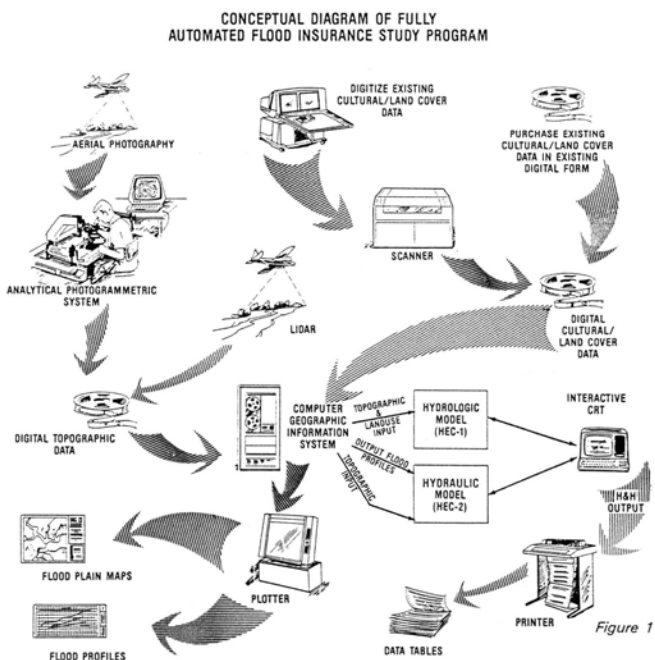 CONCEPTUAL DIAGRAM OF FULLY
AUTOMATED FLOOD INSURANCE STUDY PROGRAM
AERIAL PHOTOGRAPHY
DIGITIZE EXISTING
CULTURAL/LAND COVER
DATA
PURCHASE EXISTING
CULTURAL/LAND COVER
DATA IN EXISTING
DIGITAL FORM
SCANNER
ANALYTICAL PHOTOGRAMMETRIC
SYSTEM
LIDAR
DIGITAL
CULTURAL/
LAND COVER
DATA
DIGITAL TOPOGRAPHIC
DATA
COMPUTER
GEOGRAPHIC
INFORMATION
SYSTEM
TOPOGRAPHIC
&
LANDUSE
INPUT
HYDROLOGIC
MODEL
(HEC-1)
INTERACTIVE
CRT
OUTPUT FLOOD
PROFILES
TOPOGRAPHIC
INPUT
HYDRAULIC
MODEL
(HEC-2)
H&H
OUTPUT
FLOOD PLAIN MAPS
PLOTTER
FLOOD PROFILES
DATA TABLES
PRINTER
Figure 1